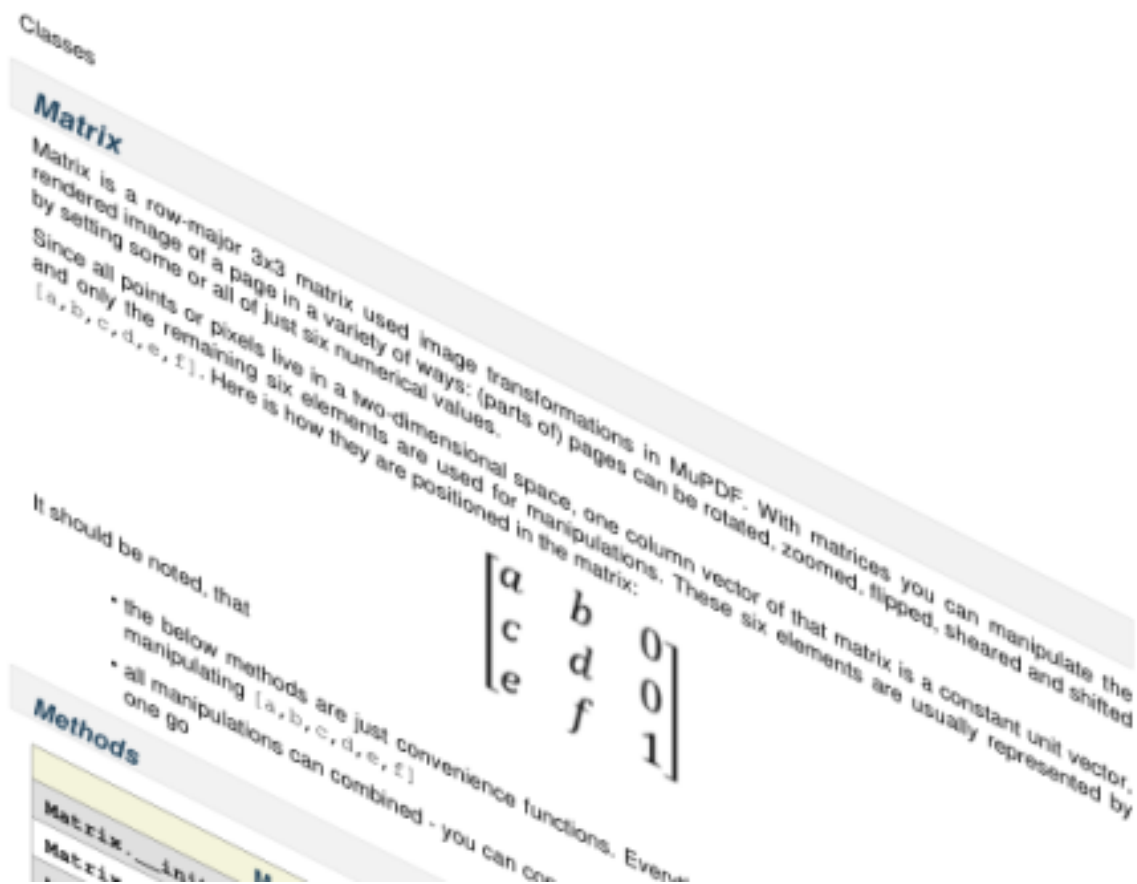 Classes
Matrix
Matrix is a row-major 3x3 matrix used image transformations in MuPDF. With matrices you can manipulate the
rendered image of a page in a variety of ways: (parts of) pages can be rotated, zoomed, flipped, sheared and shifted
by setting some or all of just six numerical values.
Since all points or pixels live in a two-dimensional space, one column vector of that matrix is a constant unit vector,
and only the remaining six elements are used for manipulations. These six elements are usually represented by
[a,b,c,d,e,f]. Here is how they are positioned in the matrix:
a b 0
c d 0
e f 1
It should be noted, that
• the below methods are just convenience functions.
manipulating [a,b,c,d,e,f]
• all manipulations can combined - you can
one go
Methods
Matrix.
Matrix.